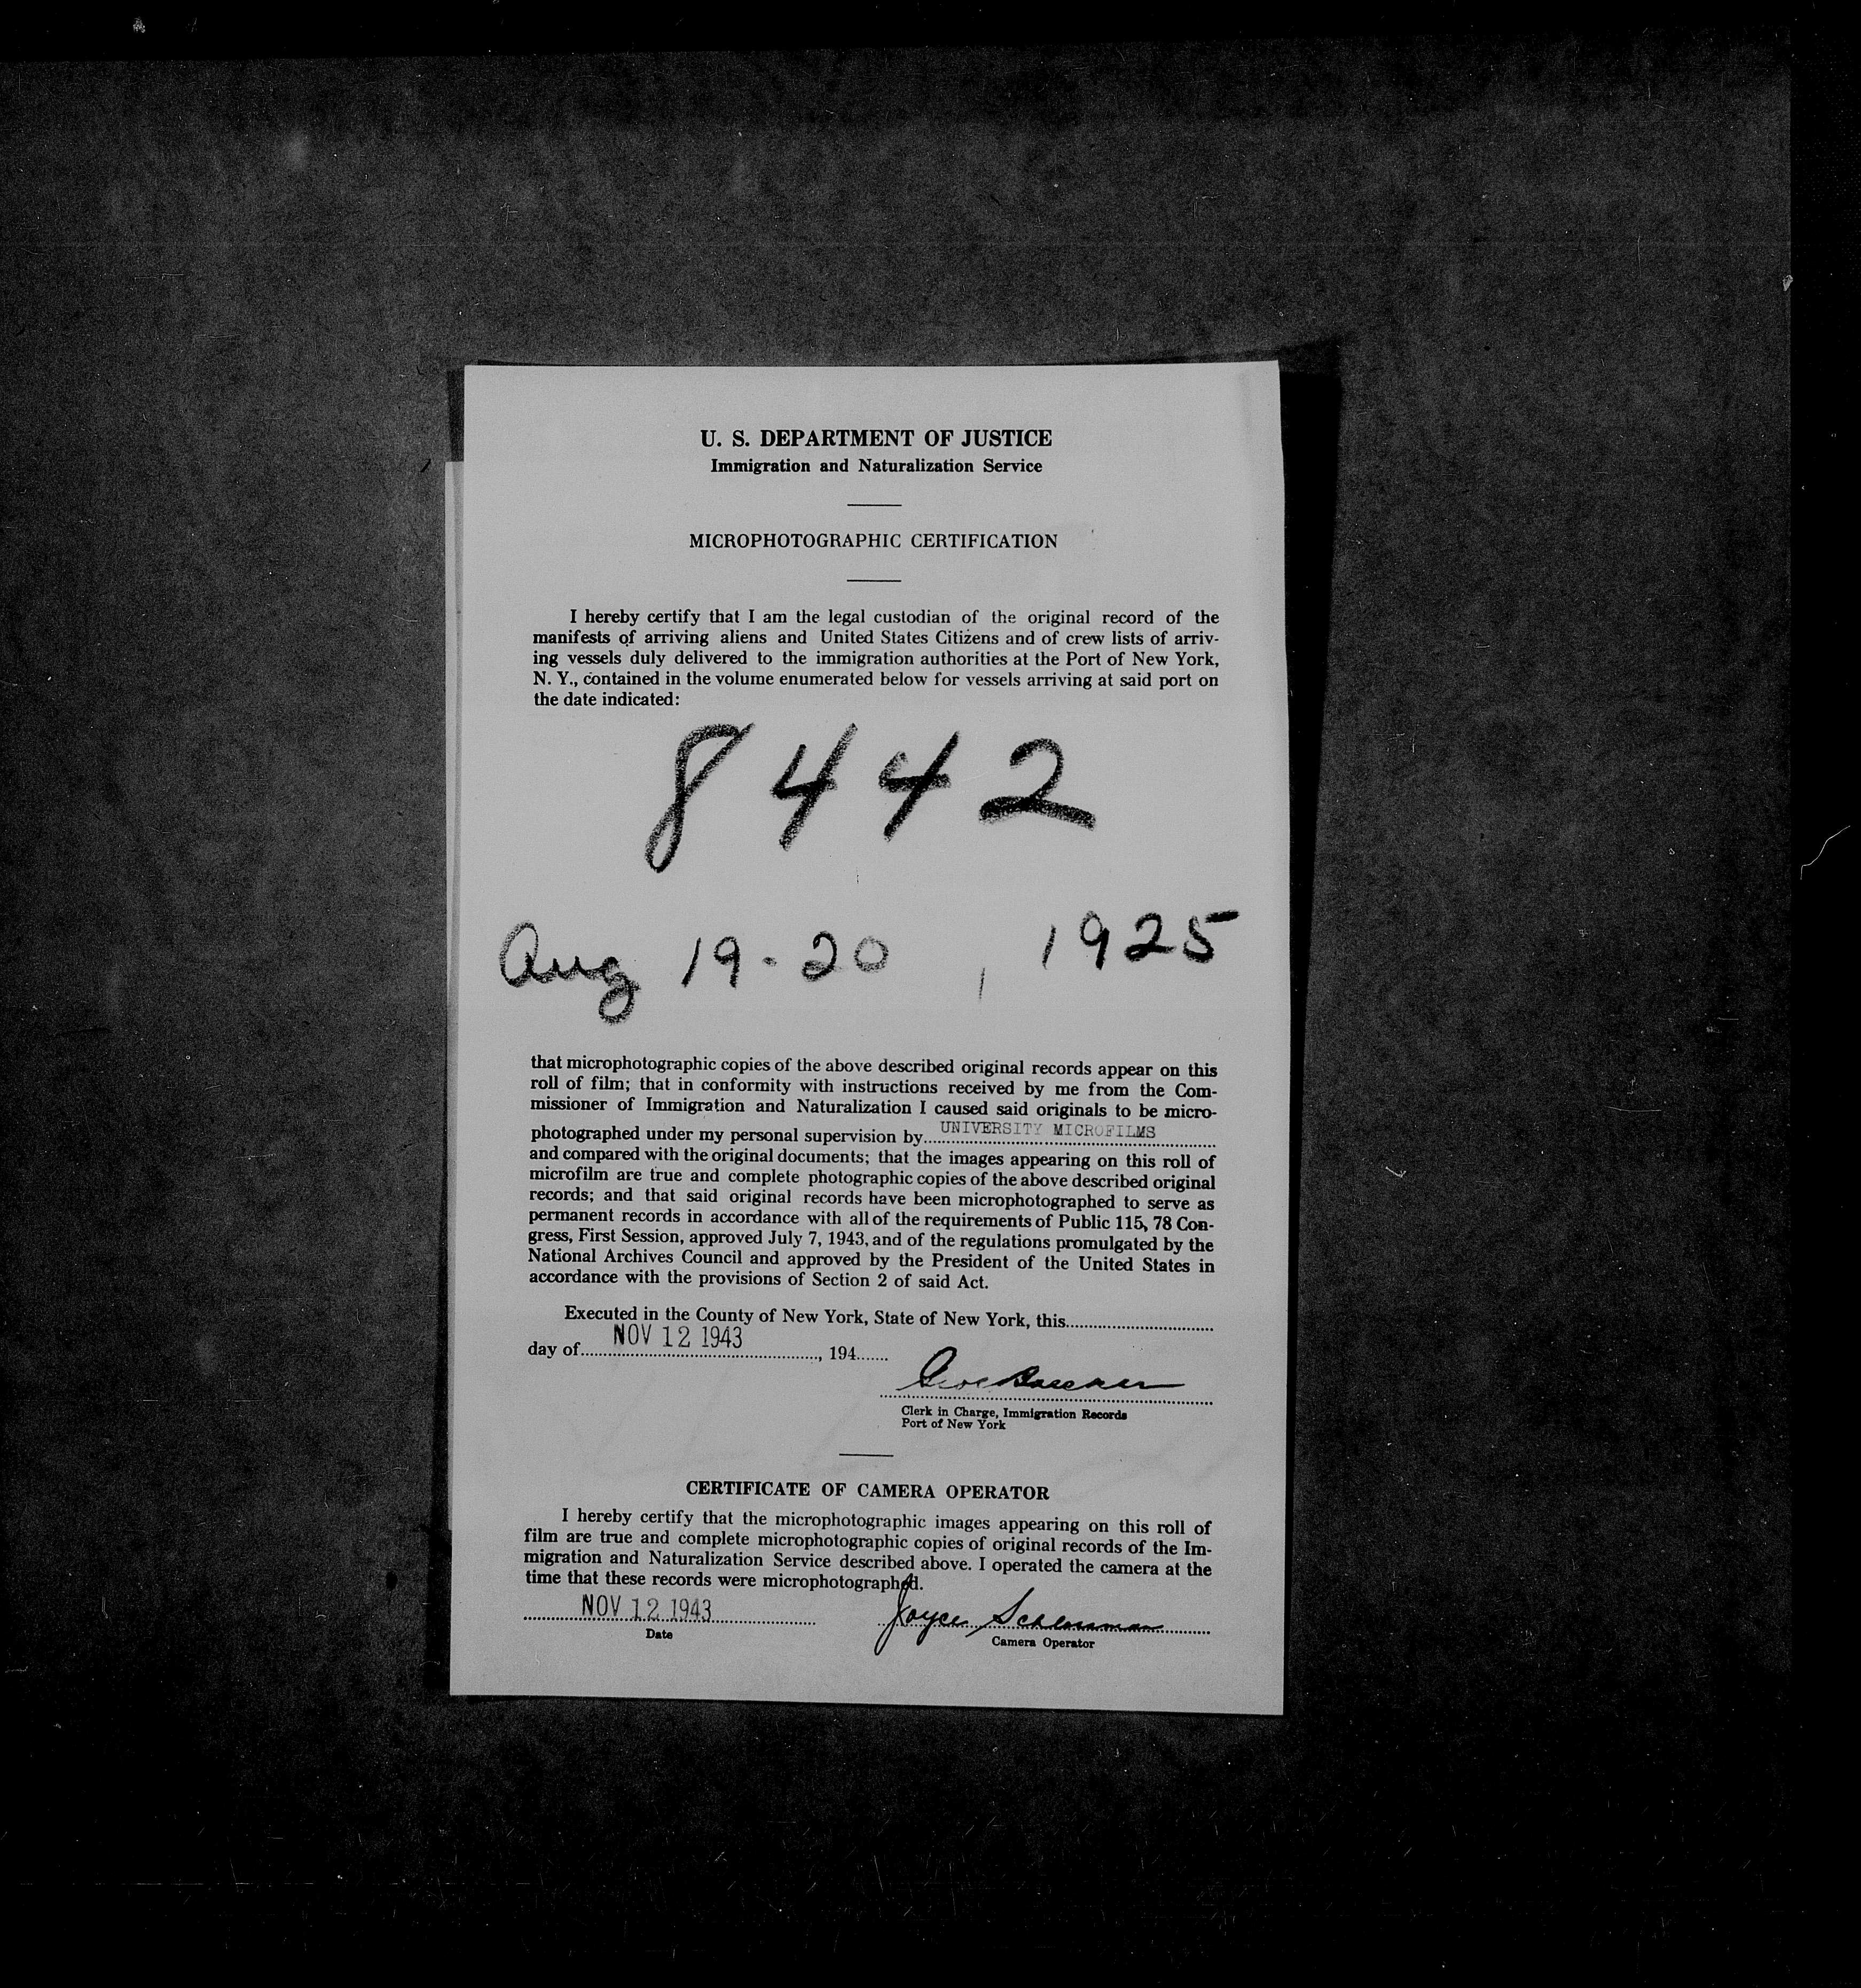 U. S. DEPARTMENT OF JUSTICE
Immigration and Naturalization Service
MICROPHOTOGRAPHIC CERTIFICATION
I hereby certify that I am the legal custodian of the original record of the
manifests of arriving aliens and United States Citizens and of crew lists of arriv-
ing vessels duly delivered to the immigration authorities at the Port of New York,
N. Y., contained in the volume enumerated below for vessels arriving at said port on
the date indicated:
8442
Aug 19-20, 1925
that microphotographic copies of the above described original records appear on this
roll of film; that in conformity with instructions received by me from the Com-
missioner of Immigration and Naturalization I caused said originals to be micro-
photographed under my personal supervision by UNIVERSITY MICROFILMS
and compared with the original documents; that the images appearing on this roll of
microfilm are true and complete photographic copies of the above described original
records; and that said original records have been microphotographed to serve as
permanent records in accordance with all of the requirements of Public 115, 78 Con-
gress, First Session, approved July 7, 1943, and of the regulations promulgated by the
National Archives Council and approved by the President of the United States in
accordance with the provisions of Section 2 of said Act.
Executed in the County of New York, State of New York, this
day of NOV 12 1943, 194
Clerk in Charge, Immigration Records
Port of New York
CERTIFICATE OF CAMERA OPERATOR
I hereby certify that the microphotographic images appearing on this roll of
film are true and complete microphotographic copies of original records of the Im-
migration and Naturalization Service described above. I operated the camera at the
time that these records were microphotographed.
NOV 12 1943 Joyce
Date
Camera Operator